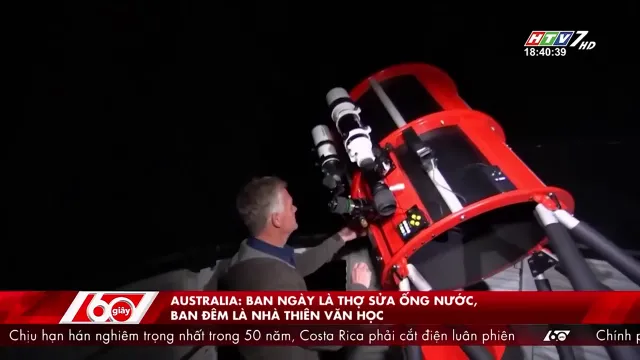 HTV7 HD
18:40:39
60 giây
AUSTRALIA: BAN NGÀY LÀ THỢ SỬA ỐNG NƯỚC,
BAN ĐÊM LÀ NHÀ THIÊN VĂN HỌC
Chịu hạn hán nghiêm trọng nhất trong 50 năm, Costa Rica phải cắt điện luân phiên 60 Chính p